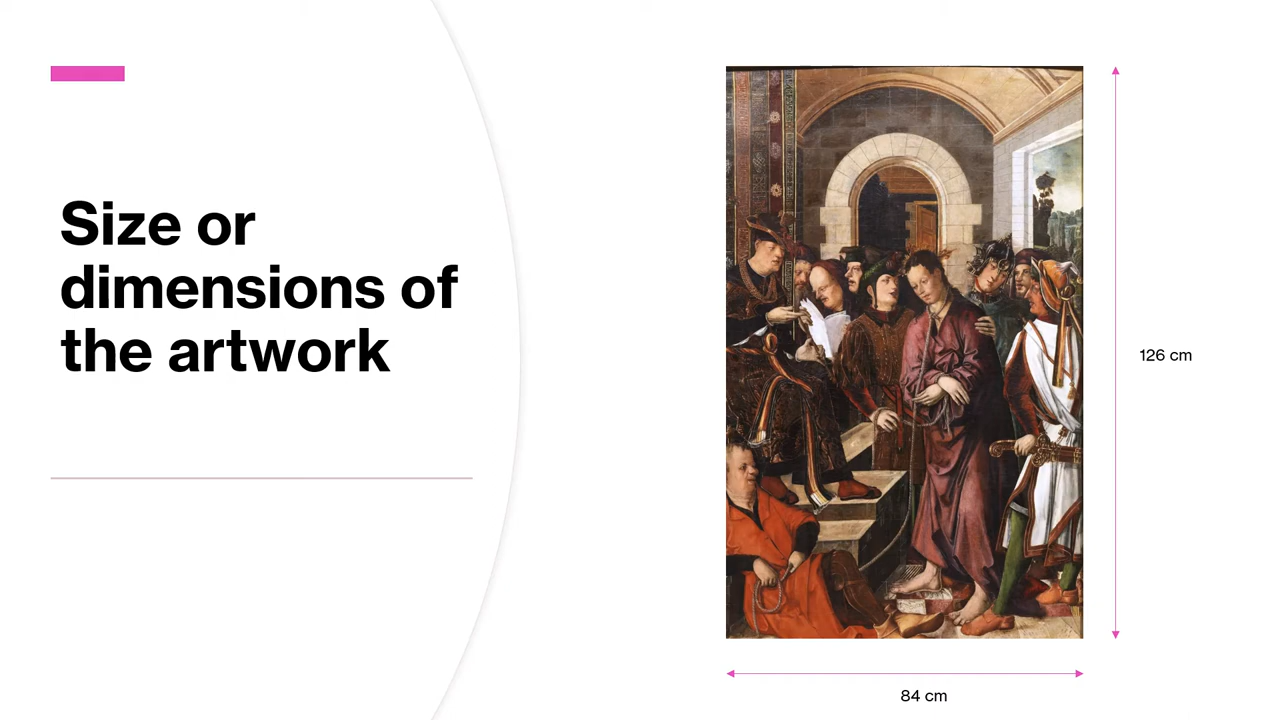 Size or
dimensions of
the artwork
126 cm
84 cm